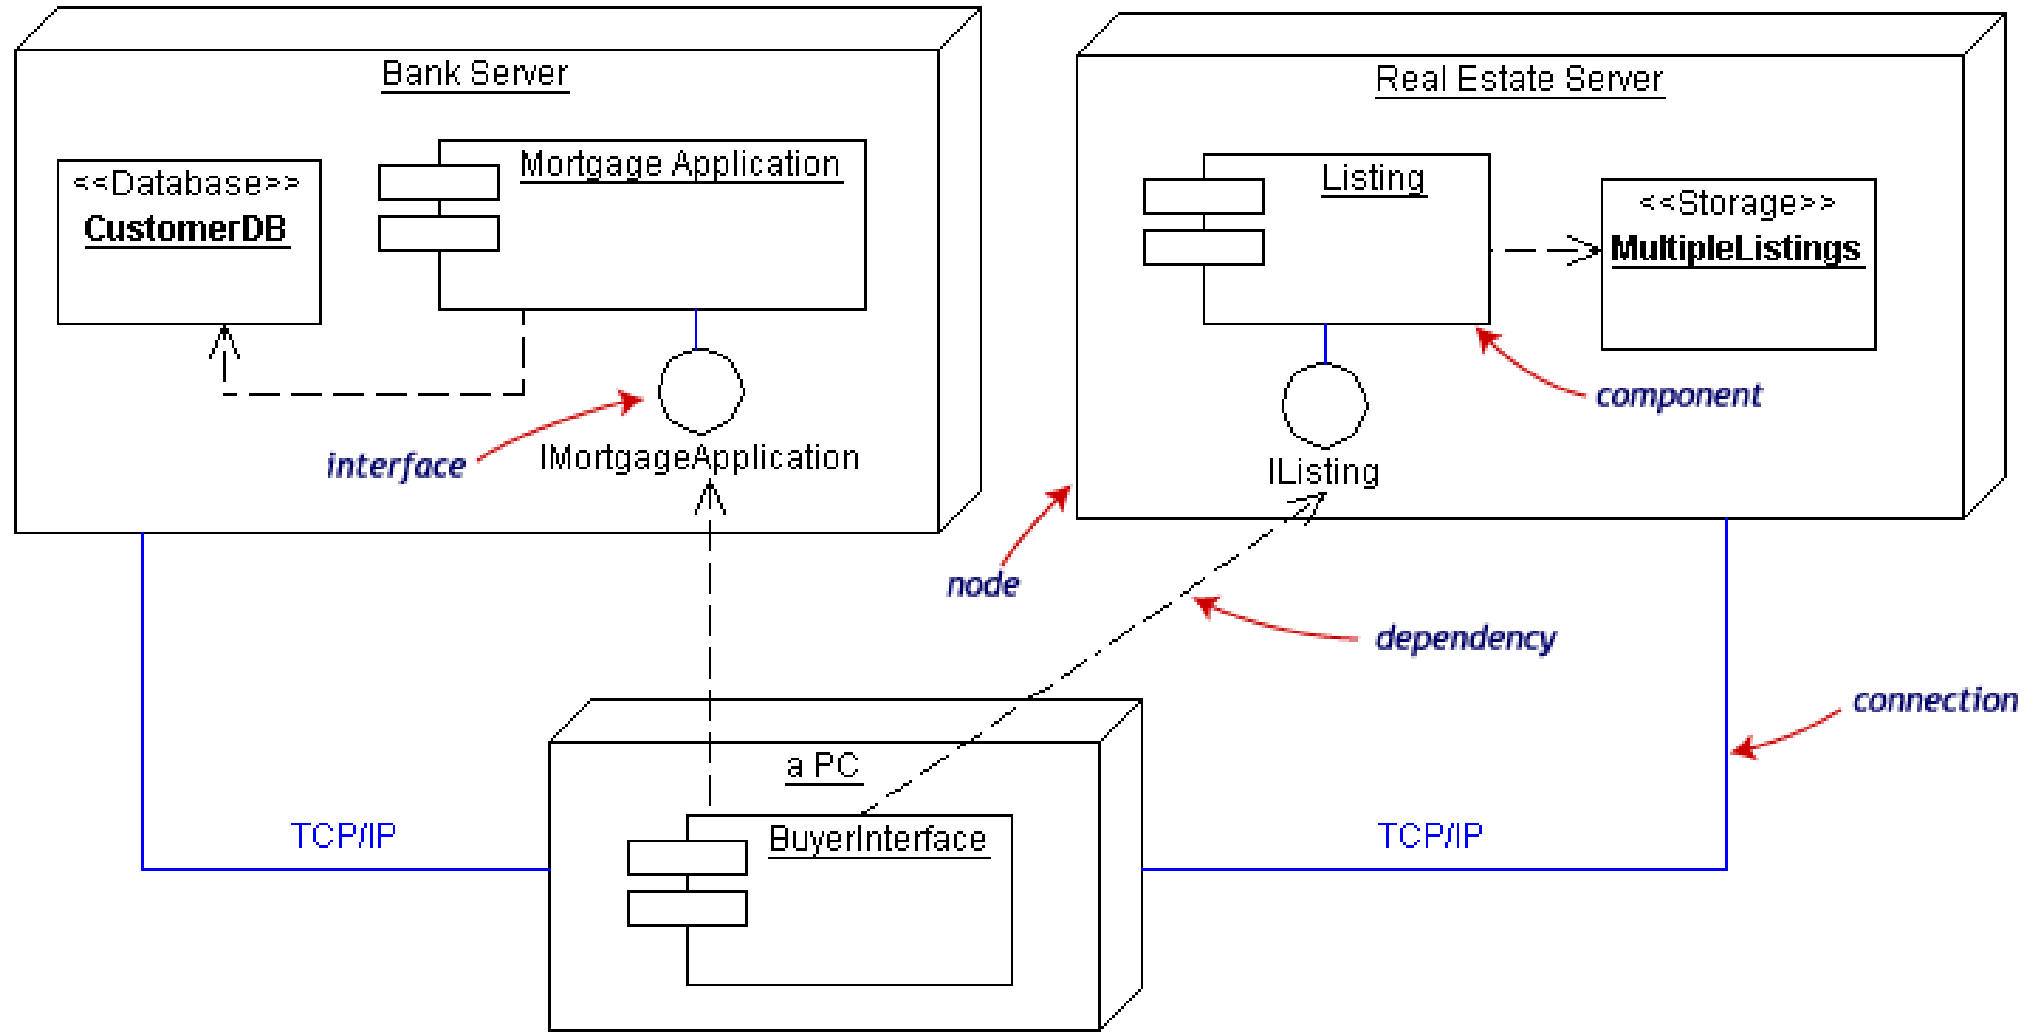 Bank Server
<<Database>>
CustomerDB
Mortgage Application
interface
IMortgageApplication
Real Estate Server
Listing
<<Storage>>
MultipleListings
component
IListing
node
dependency
connection
a PC
BuyerInterface
TCP/IP
TCP/IP